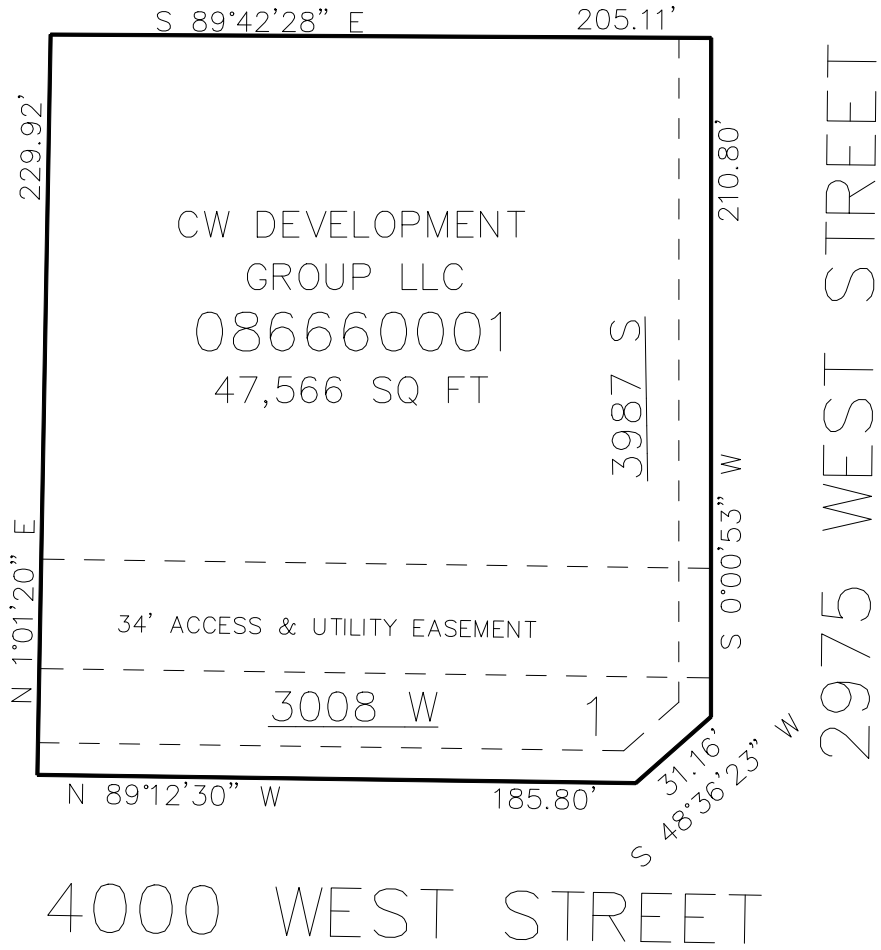 S 89°42'28" E
205.11'
229.92'
210.80'
CW DEVELOPMENT
GROUP LLC
086660001
47,566 SQ FT
3987 S
2975 WEST STREET
S 0°00'53" W
N 1°01'20" E
34' ACCESS & UTILITY EASEMENT
3008 W
1
31.16'
S 48°36'23" W
N 89°12'30" W
185.80'
4000 WEST STREET